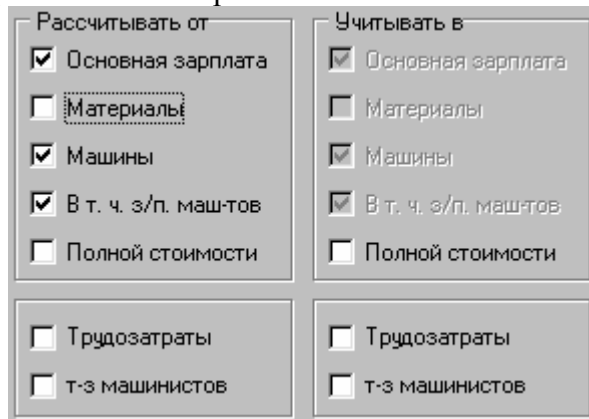 Рассчитывать от
Основная зарплата
Материалы
Машины
В т. ч. з/п. маш-тов
Полной стоимости
Трудозатраты
т-з машинистов
Учитывать в
Основная зарплата
Материалы
Машины
В т. ч. з/п. маш-тов
Полной стоимости
Трудозатраты
т-з машинистов